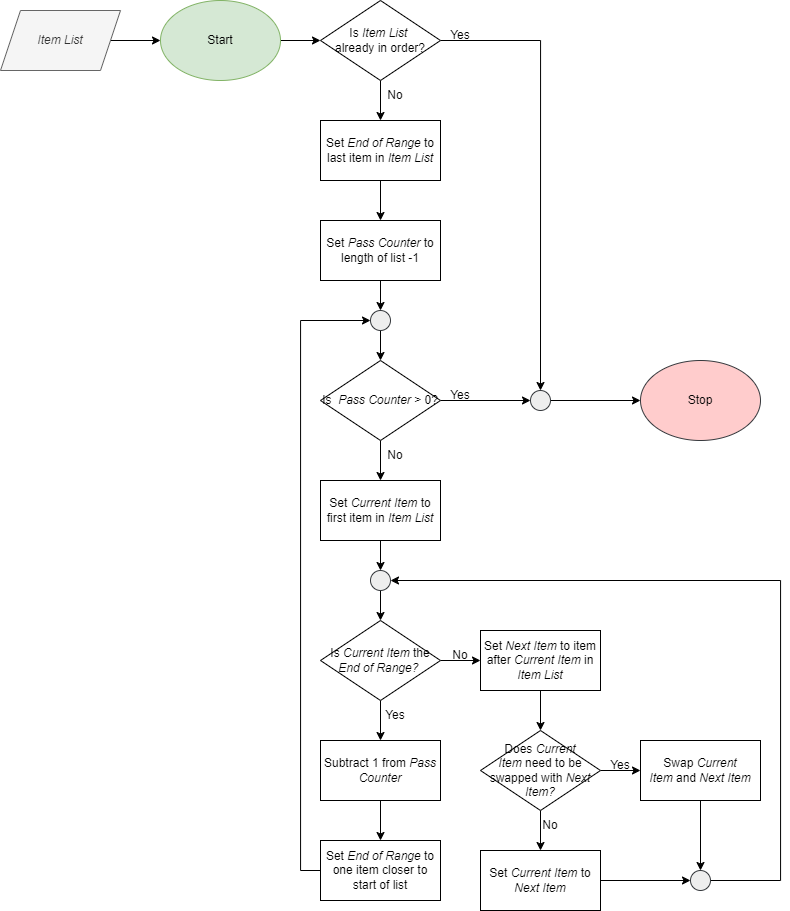 Item List
Start
Is Item List
already in order?
Yes
No
Set End of Range to
last item in Item List
Set Pass Counter to
length of list -1
Is Pass Counter > 0?
Yes
Stop
No
Set Current Item to
first item in Item List
Is Current Item the
End of Range?
No
Set Next Item to item
after Current Item in
Item List
Yes
Subtract 1 from Pass
Counter
Does Current
Item need to be
swapped with Next
Item?
Yes
Swap Current
Item and Next Item
No
Set End of Range to
one item closer to
start of list
Set Current Item to
Next Item